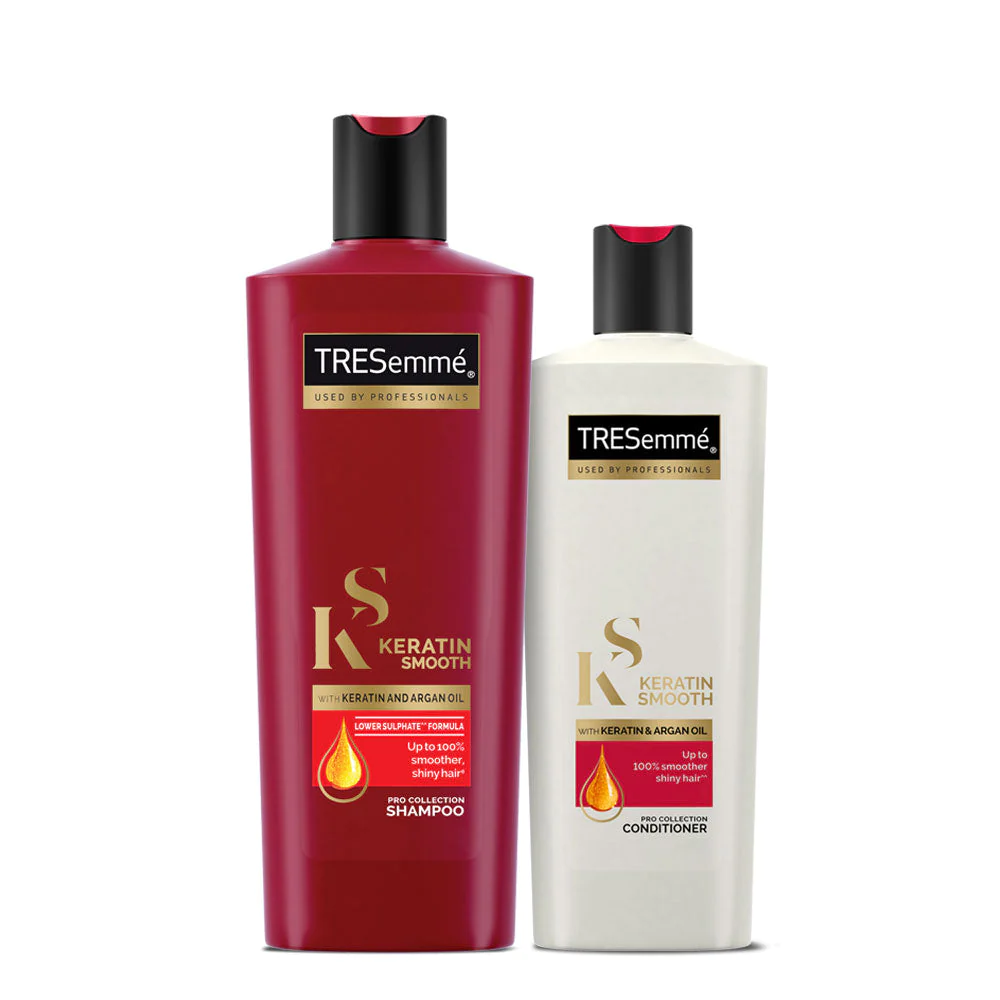 TRESemmé®
USED BY PROFESSIONALS
KS
KERATIN
SMOOTH
WITH KERATIN AND ARGAN OIL
LOWER SULPHATE^^ FORMULA
Up to 100%
smoother,
shiny hair*
PRO COLLECTION
SHAMPOO
TRESemmé®
USED BY PROFESSIONALS
KS
KERATIN
SMOOTH
WITH KERATIN & ARGAN OIL
Up to
100% smoother
shiny hair^^
PRO COLLECTION
CONDITIONER